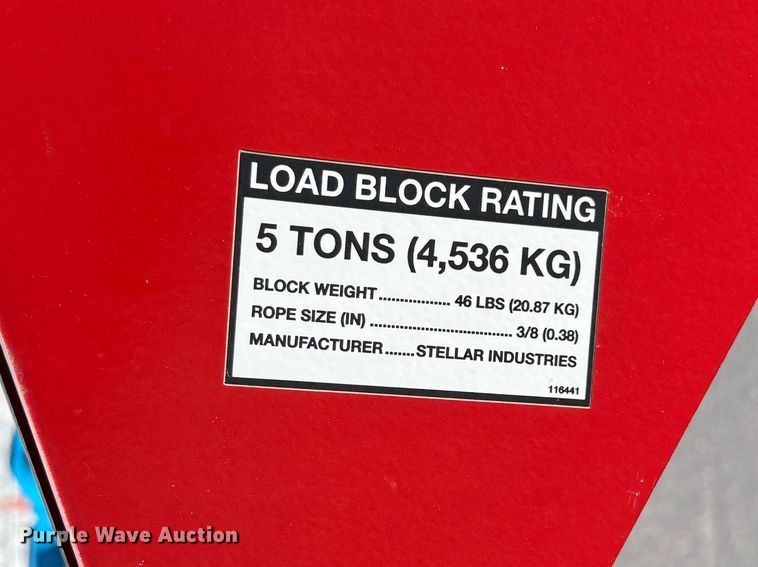 LOAD BLOCK RATING
5 TONS (4,536 KG)
BLOCK WEIGHT................. 46 LBS (20.87 KG)
ROPE SIZE (IN) .................................. 3/8 (0.38)
MANUFACTURER.......STELLAR INDUSTRIES
116441
Purple Wave Auction